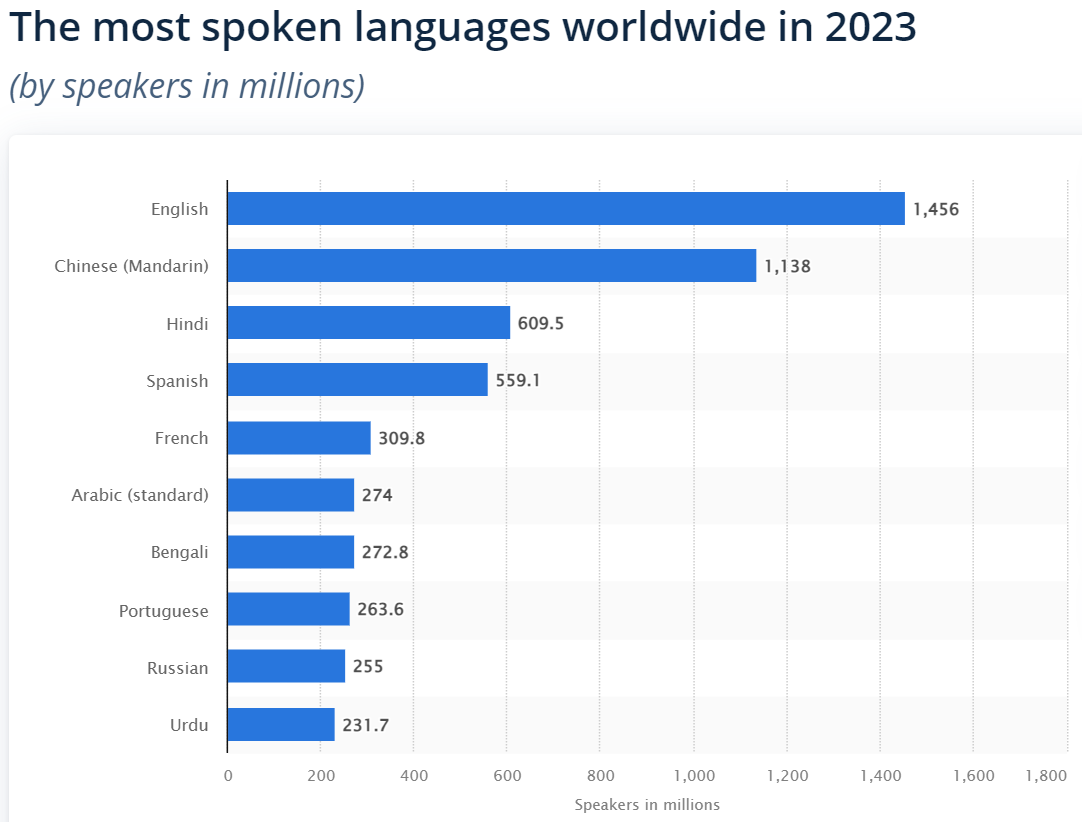 The most spoken languages worldwide in 2023
(by speakers in millions)
English 1,456
Chinese (Mandarin) 1,138
Hindi 609.5
Spanish 559.1
French 309.8
Arabic (standard) 274
Bengali 272.8
Portuguese 263.6
Russian 255
Urdu 231.7
0 200 400 600 800 1,000 1,200 1,400 1,600 1,800
Speakers in millions